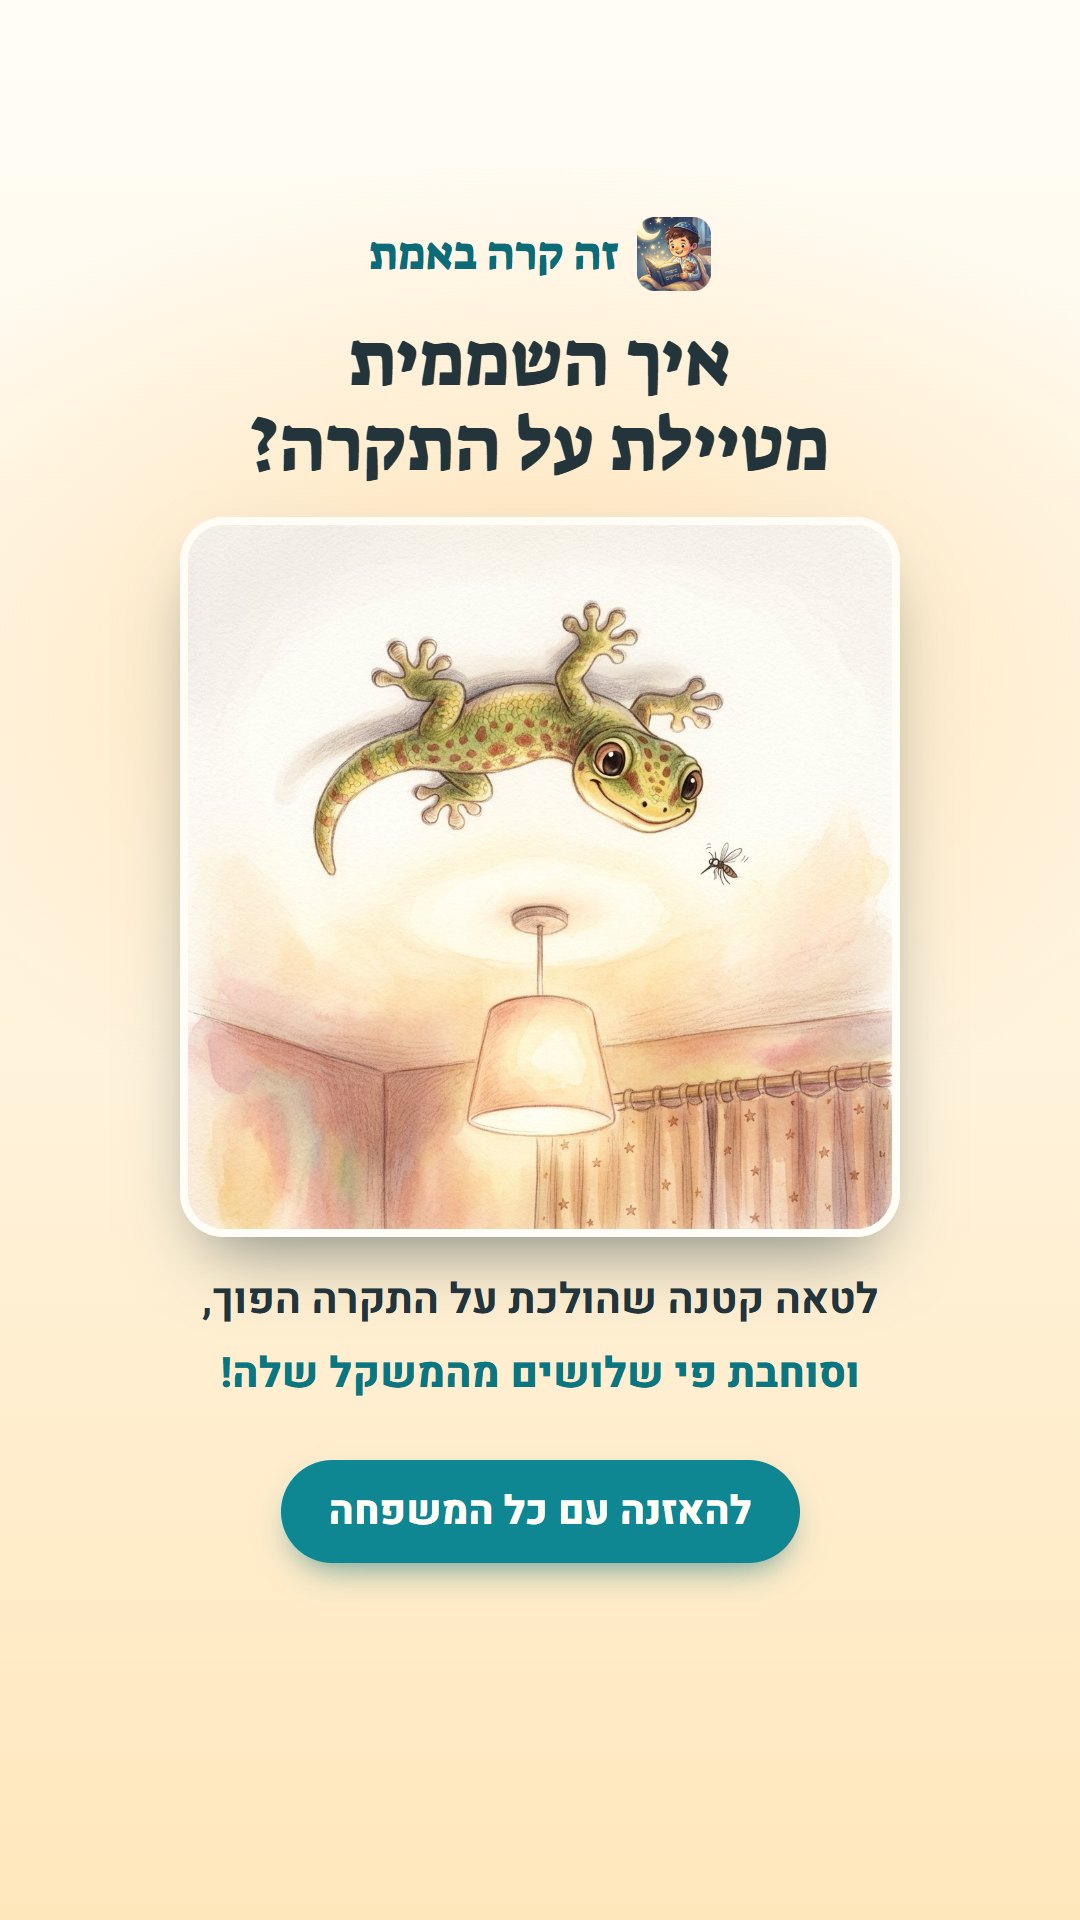 זה קרה באמת
איך השממית
מטיילת על התקרה?
לטאה קטנה שהולכת על התקרה הפוך,
וסוחבת פי שלושים מהמשקל שלה!
להאזנה עם כל המשפחה